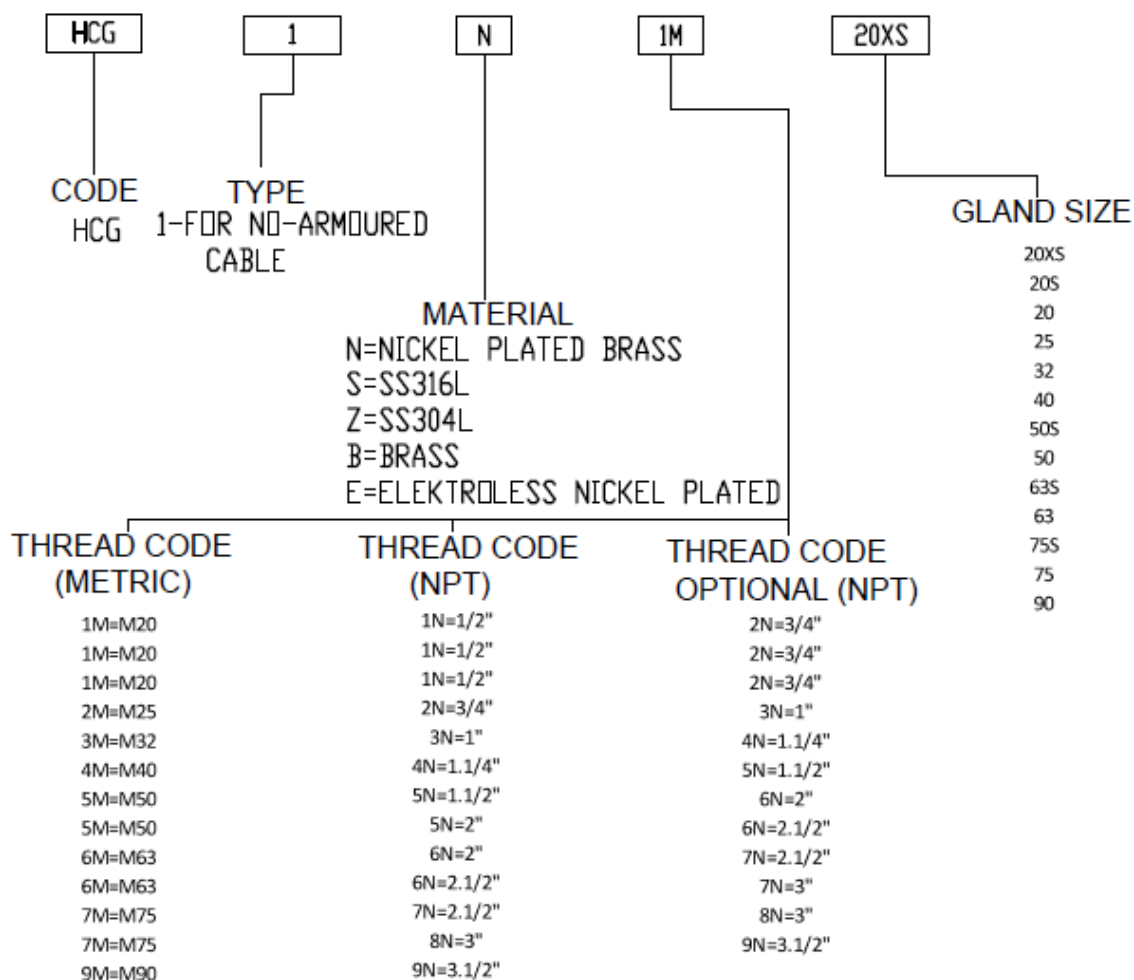 HCG 1 N 1M 20XS
CODE
HCG
TYPE
1-FOR NO-ARMOURED
CABLE
MATERIAL
N=NICKEL PLATED BRASS
S=SS316L
Z=SS304L
B=BRASS
E=ELEKTROLESS NICKEL PLATED
GLAND SIZE
20XS
20S
20
25
32
40
50S
50
63S
63
75S
75
90
THREAD CODE
(METRIC)
1M=M20
1M=M20
1M=M20
2M=M25
3M=M32
4M=M40
5M=M50
5M=M50
6M=M63
6M=M63
7M=M75
7M=M75
9M=M90
THREAD CODE
(NPT)
1N=1/2"
1N=1/2"
1N=1/2"
2N=3/4"
3N=1"
4N=1.1/4"
5N=1.1/2"
5N=2"
6N=2"
6N=2.1/2"
7N=2.1/2"
8N=3"
9N=3.1/2"
THREAD CODE
OPTIONAL (NPT)
2N=3/4"
2N=3/4"
2N=3/4"
3N=1"
4N=1.1/4"
5N=1.1/2"
6N=2"
6N=2.1/2"
7N=2.1/2"
7N=3"
8N=3"
9N=3.1/2"